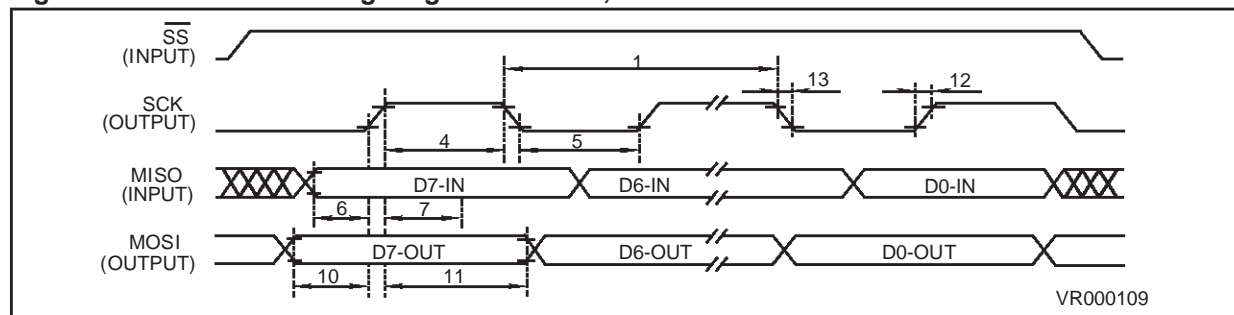 SS
(INPUT)
1
13
12
SCK
(OUTPUT)
4
5
MISO
(INPUT)
D7-IN
D6-IN
D0-IN
6
7
MOSI
(OUTPUT)
D7-OUT
D6-OUT
D0-OUT
10
11
VR000109